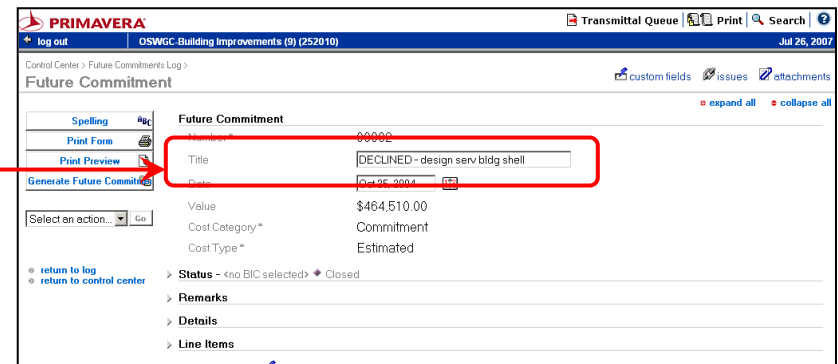 PRIMAVERA Transmittal Queue Print Search
log out OSWGC-Building Improvements (9) (252010) Jul 26, 2007
Control Center > Future Commitments Log >
Future Commitment custom fields issues attachments
expand all collapse all
Spelling ABC Future Commitment
Print Form Number* 00002
Print Preview Title DECLINED - design serv bldg shell
Generate Future Commitm Date Oct 25, 2004
Value $464,510.00
Select an action... Go Cost Category* Commitment
Cost Type* Estimated
return to log Status - <no BIC selected> Closed
return to control center
Remarks
Details
Line Items